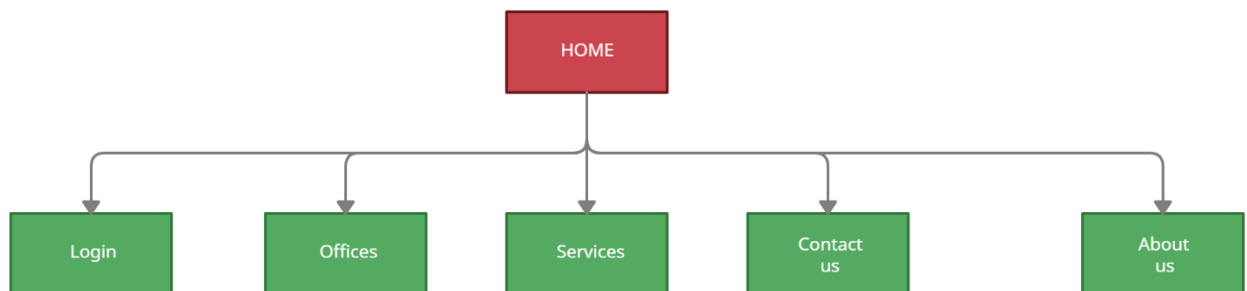 HOME
Login
Offices
Services
Contact
us
About
us